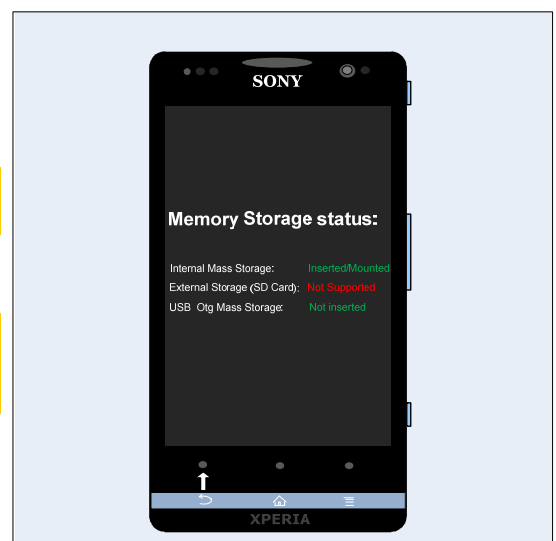 SONY
Memory Storage status:
Internal Mass Storage: Inserted/Mounted
External Storage (SD Card): Not Supported
USB Otg Mass Storage: Not inserted
XPERIA